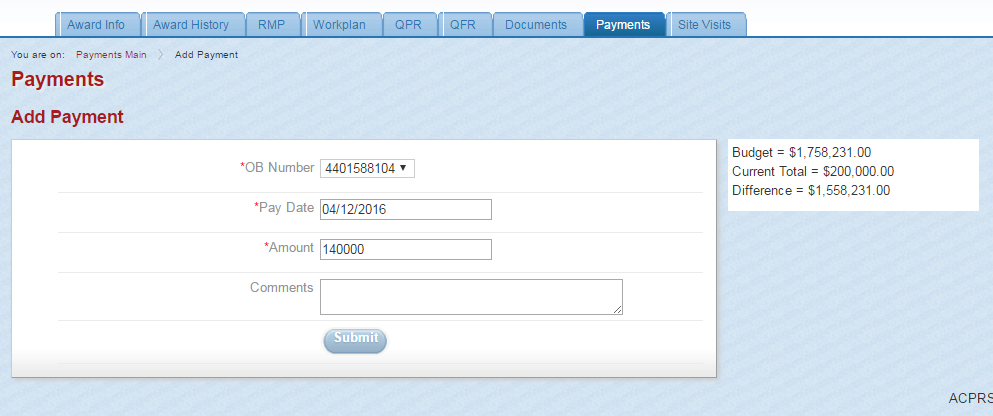 Award Info Award History RMP Workplan QPR QFR Documents Payments Site Visits
You are on: Payments Main Add Payment
Payments
Add Payment
*OB Number 4401588104
*Pay Date 04/12/2016
*Amount 140000
Comments
Submit
Budget = $1,758,231.00
Current Total = $200,000.00
Difference = $1,558,231.00
ACPRS